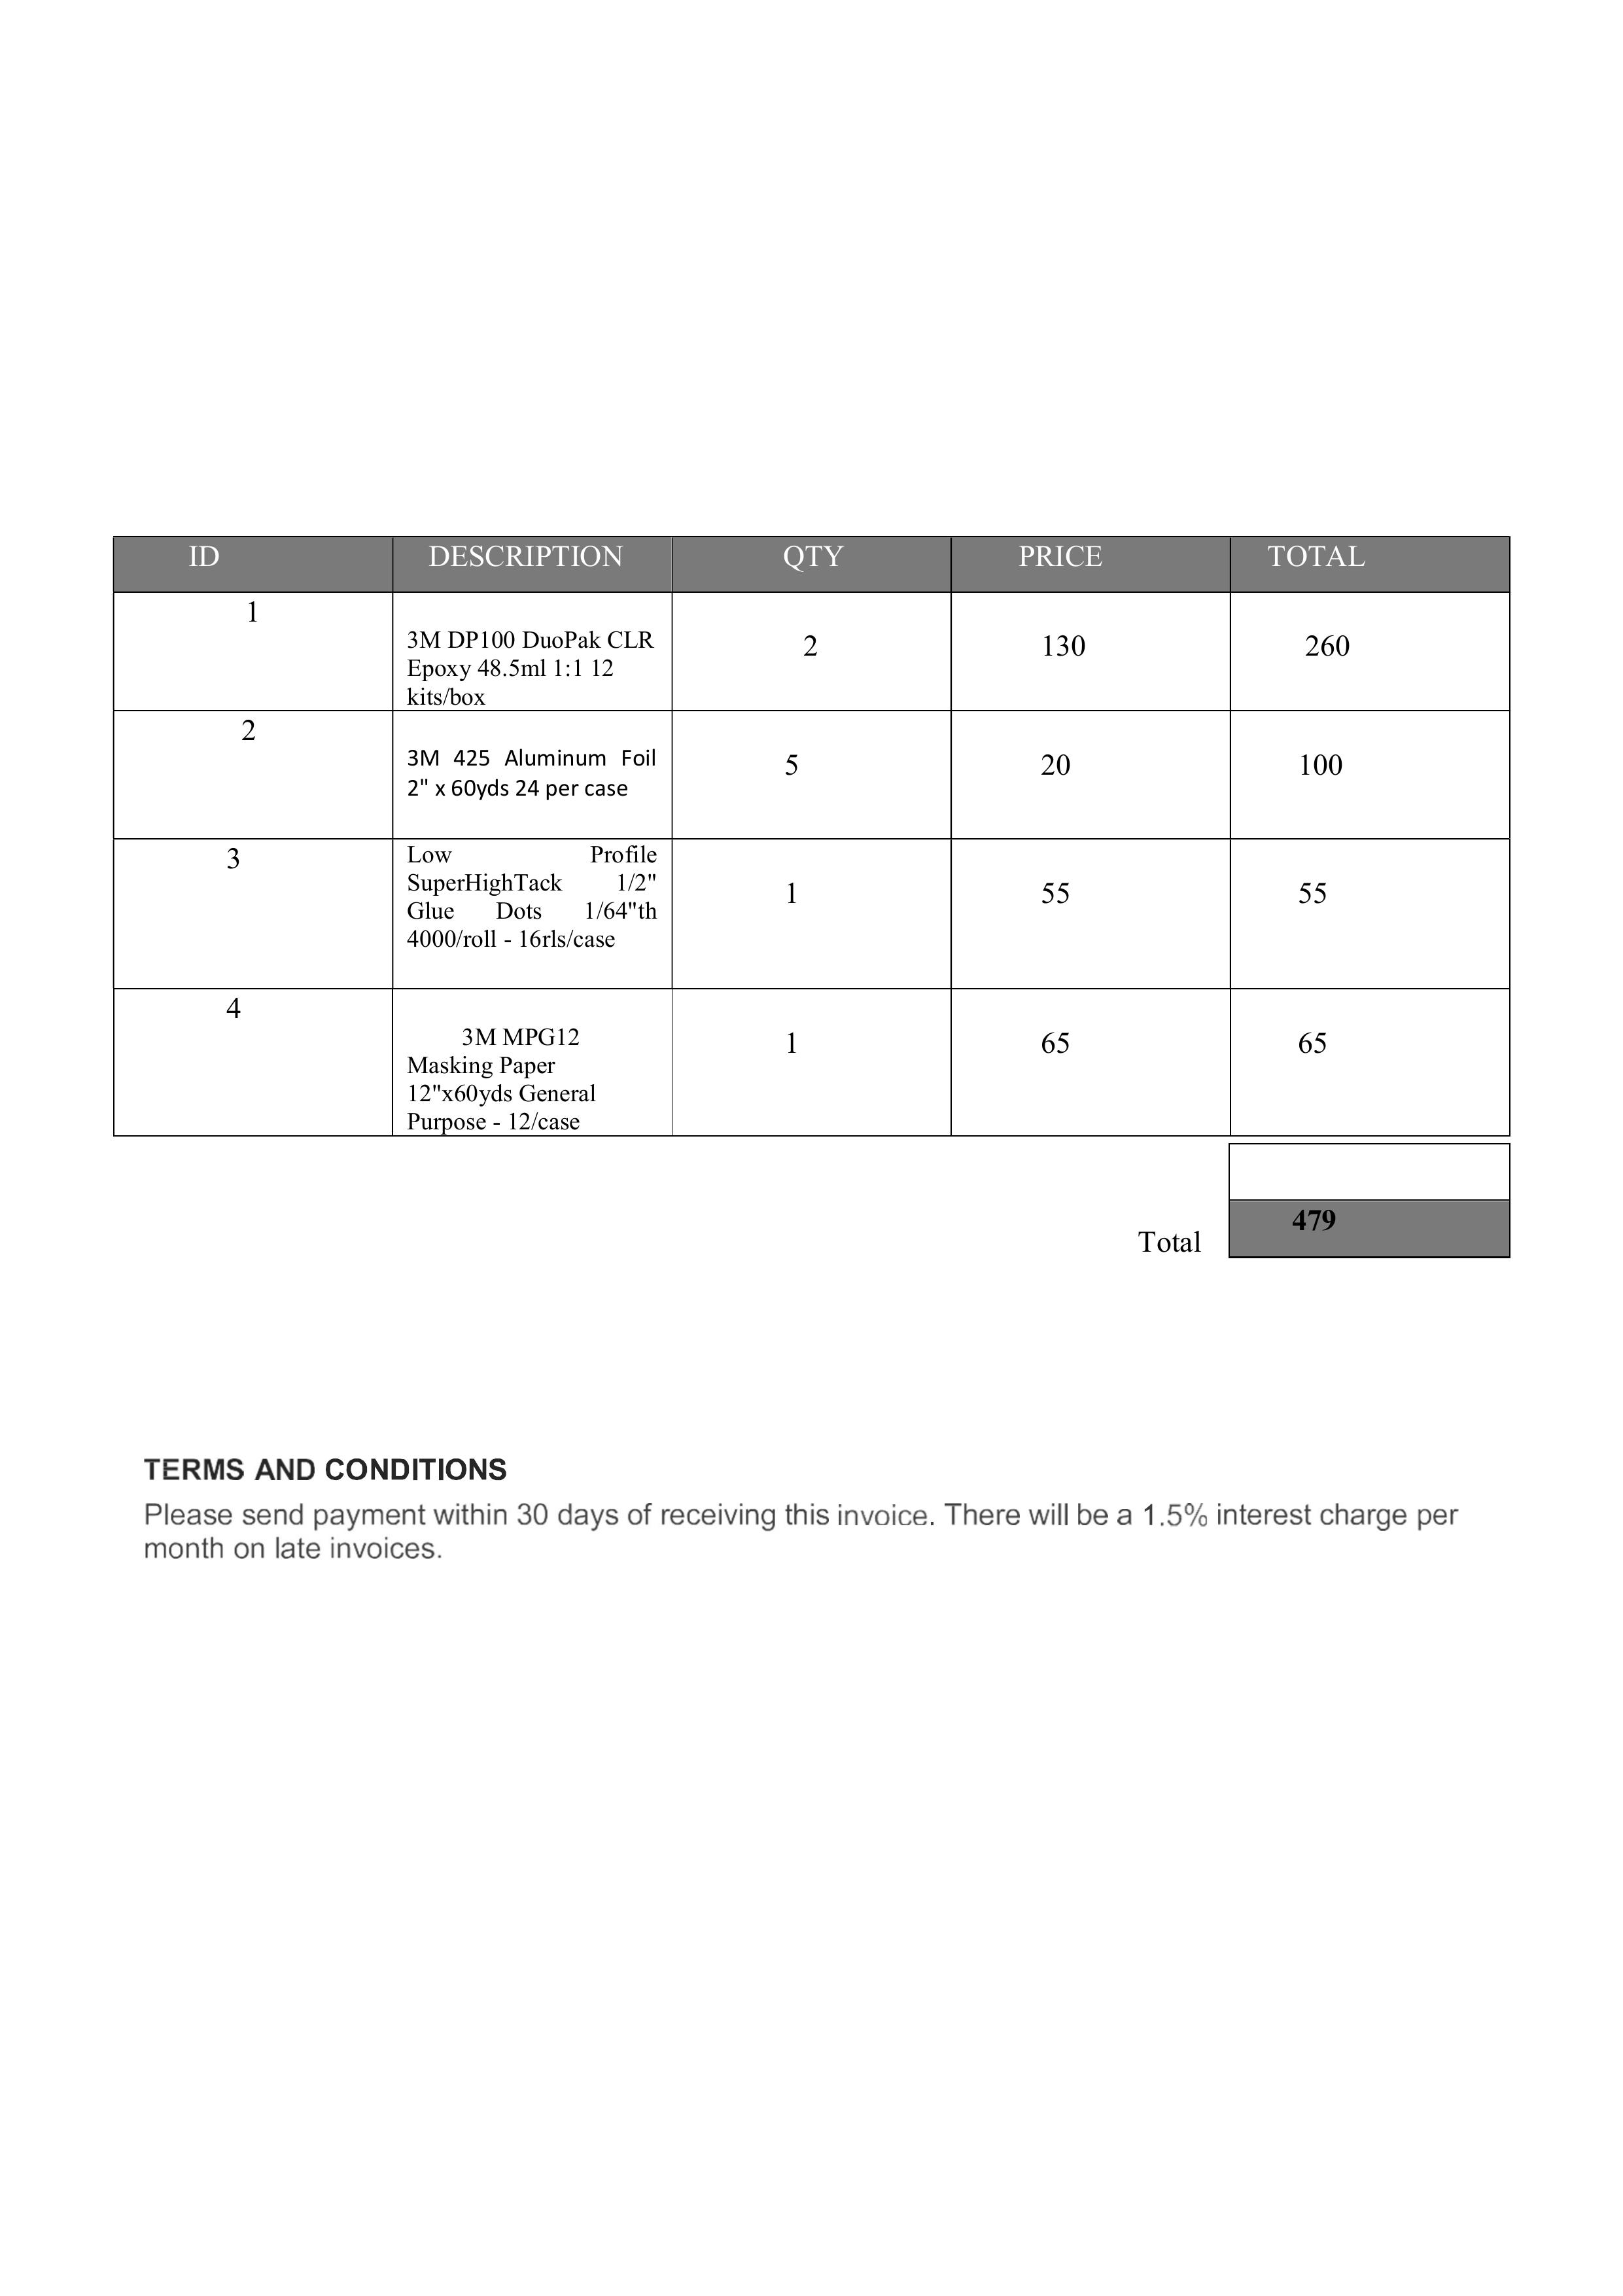 ID DESCRIPTION QTY PRICE TOTAL
1
3M DP100 DuoPak CLR
Epoxy 48.5ml 1:1 12
kits/box
2 130 260
2
3M 425 Aluminum Foil
2" x 60yds 24 per case
5 20 100
3
Low Profile
SuperHighTack 1/2"
Glue Dots 1/64"th
4000/roll - 16rls/case
1 55 55
4
3M MPG12
Masking Paper
12"x60yds General
Purpose - 12/case
1 65 65
Total 479
TERMS AND CONDITIONS
Please send payment within 30 days of receiving this invoice. There will be a 1.5% interest charge per
month on late invoices.